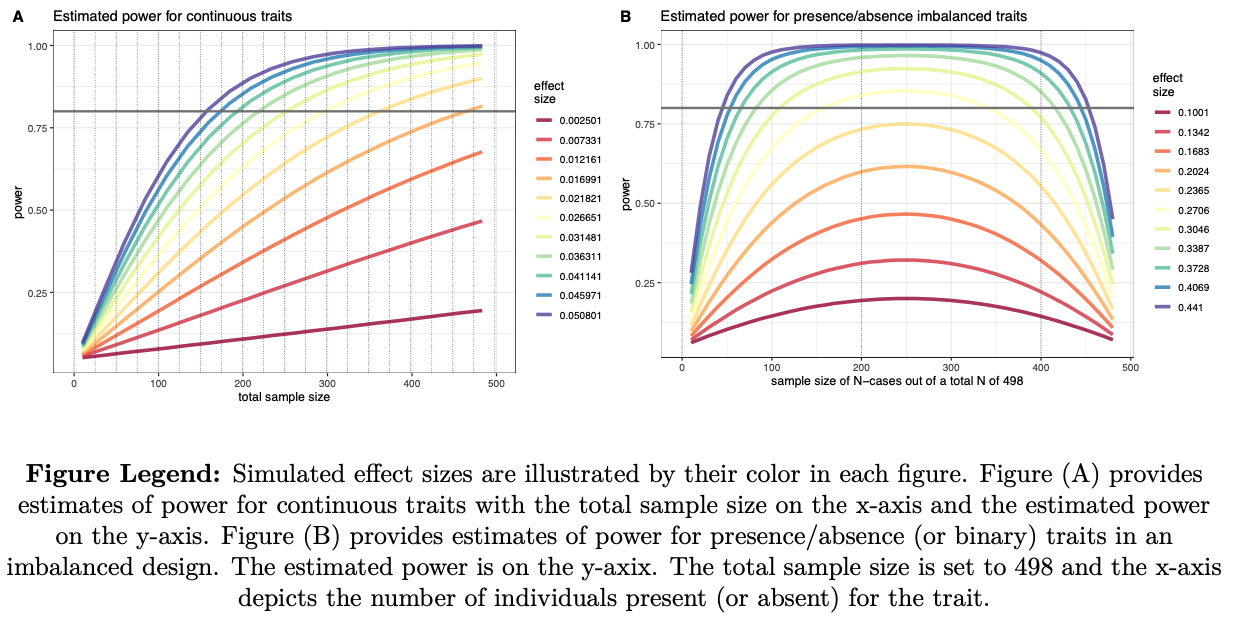 A
Estimated power for continuous traits
1.00
0.75
0.50
0.25
power
0
100
200
300
400
500
total sample size
effect
size
0.002501
0.007331
0.012161
0.016991
0.021821
0.026651
0.031481
0.036311
0.041141
0.045971
0.050801
B
Estimated power for presence/absence imbalanced traits
1.00
0.75
0.50
0.25
power
0
100
200
300
400
500
sample size of N−cases out of a total N of 498
effect
size
0.1001
0.1342
0.1683
0.2024
0.2365
0.2706
0.3046
0.3387
0.3728
0.4069
0.441
Figure Legend: Simulated effect sizes are illustrated by their color in each figure. Figure (A) provides
estimates of power for continuous traits with the total sample size on the x-axis and the estimated power
on the y-axis. Figure (B) provides estimates of power for presence/absence (or binary) traits in an
imbalanced design. The estimated power is on the y-axix. The total sample size is set to 498 and the x-axis
depicts the number of individuals present (or absent) for the trait.